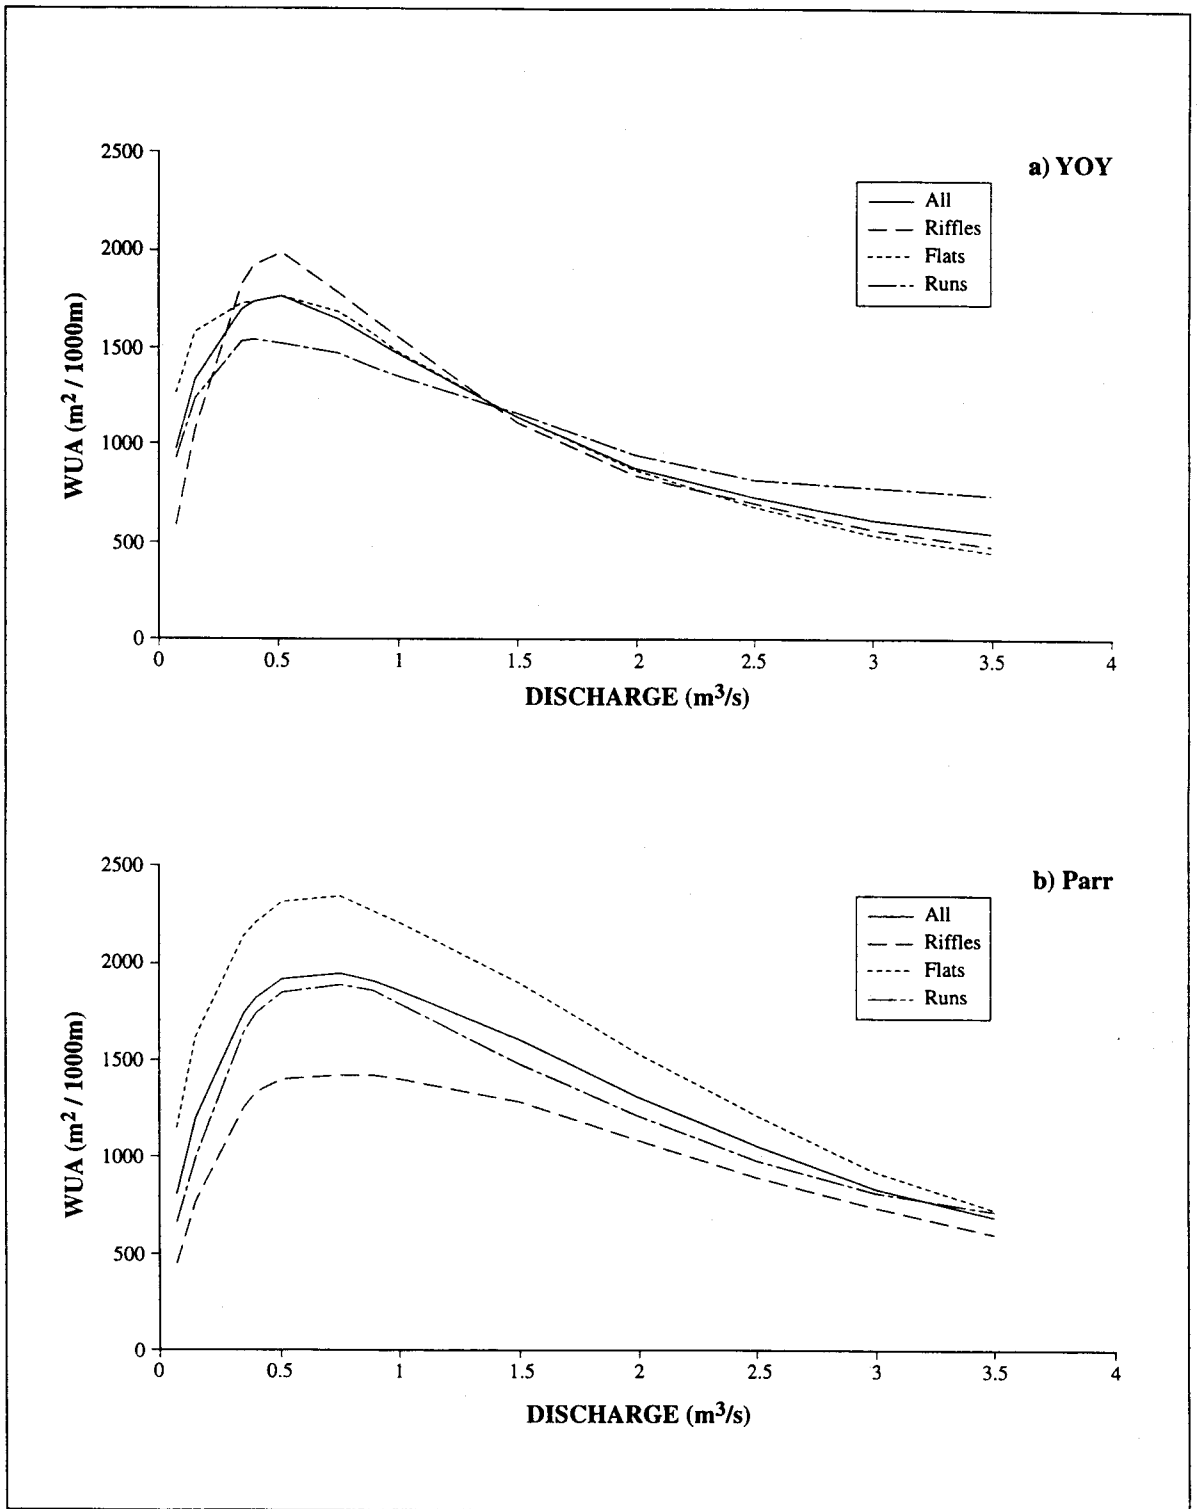 a) YOY
2500
2000
1500
1000
500
0
WUA (m² / 1000m)
All
Riffles
Flats
Runs
0 0.5 1 1.5 2 2.5 3 3.5 4
DISCHARGE (m³/s)
b) Parr
2500
2000
1500
1000
500
0
WUA (m² / 1000m)
All
Riffles
Flats
Runs
0 0.5 1 1.5 2 2.5 3 3.5 4
DISCHARGE (m³/s)